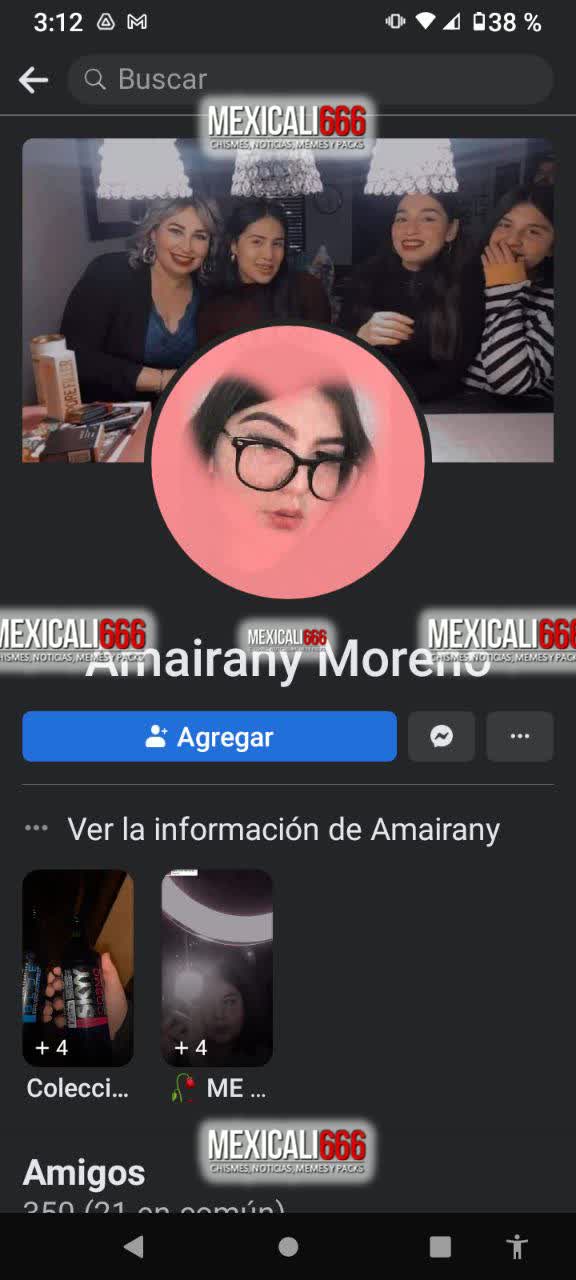 3:12
38 %
Buscar
MEXICALI666
CHISMES, NOTICIAS, MEMES Y PACKS
MEXICALI666
CHISMES, NOTICIAS, MEMES Y PACKS
MEXICALI666
MEXICALI666
CHISMES, NOTICIAS, MEMES Y PACKS
Amairany Moreno
Agregar
Ver la información de Amairany
SKYY
+ 4
+ 4
Colecci...
ME ...
MEXICALI666
CHISMES, NOTICIAS, MEMES Y PACKS
Amigos
350 (21 en común)